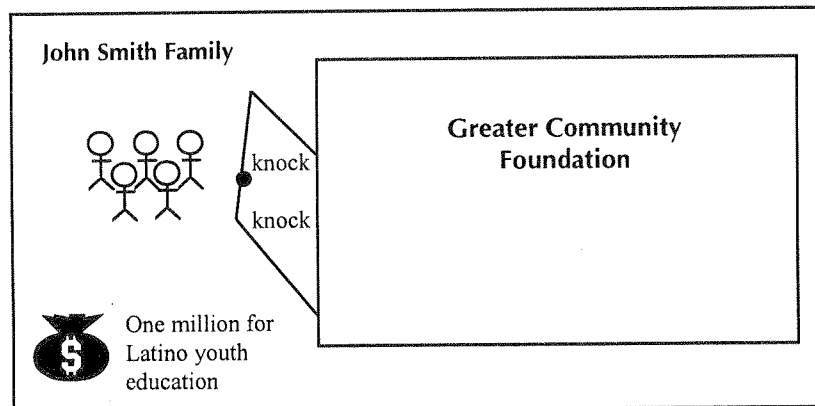 John Smith Family
Greater Community
Foundation
knock
knock
$
One million for
Latino youth
education